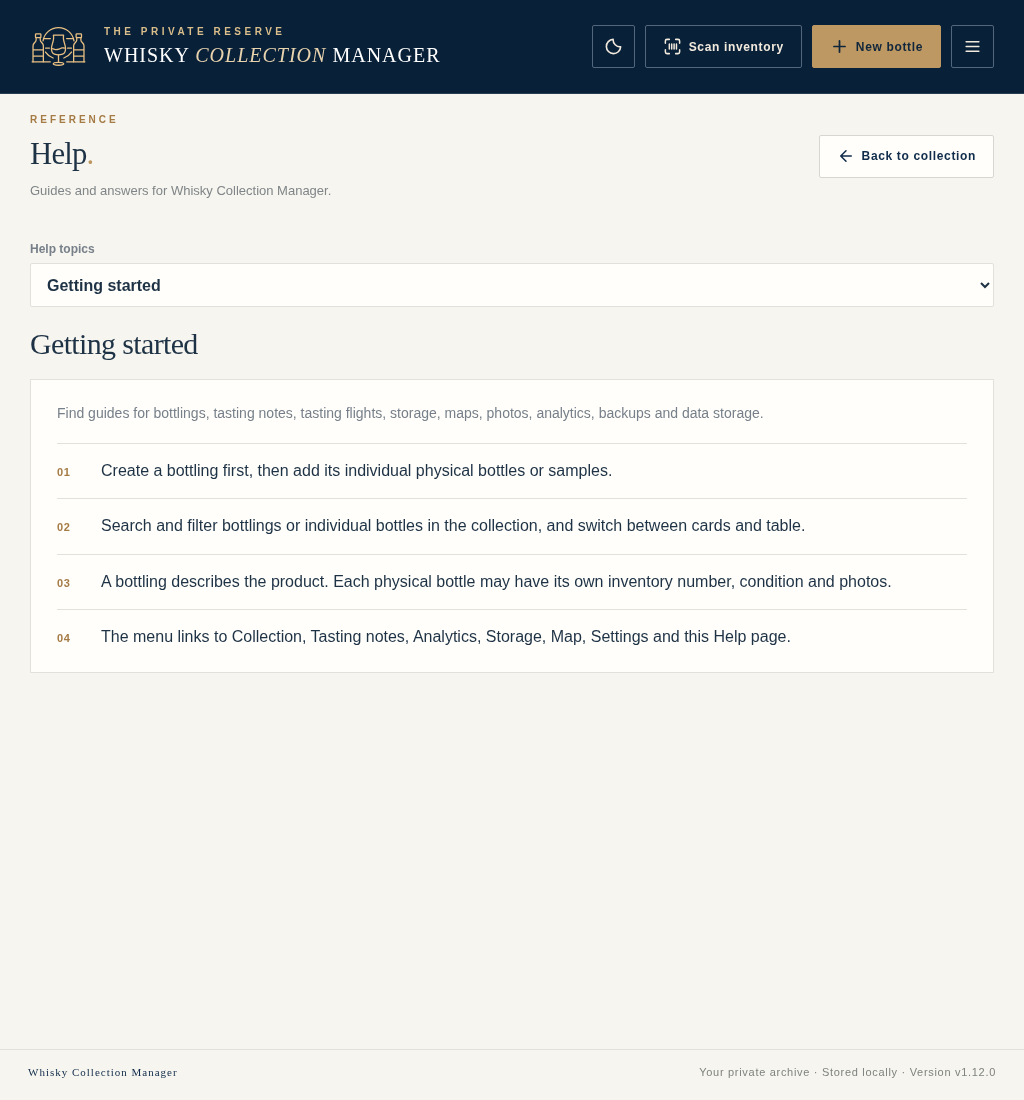 THE PRIVATE RESERVE
WHISKY COLLECTION MANAGER
Scan inventory
New bottle
REFERENCE
Help.
Back to collection
Guides and answers for Whisky Collection Manager.
Help topics
Getting started
Getting started
Find guides for bottlings, tasting notes, tasting flights, storage, maps, photos, analytics, backups and data storage.
01 Create a bottling first, then add its individual physical bottles or samples.
02 Search and filter bottlings or individual bottles in the collection, and switch between cards and table.
03 A bottling describes the product. Each physical bottle may have its own inventory number, condition and photos.
04 The menu links to Collection, Tasting notes, Analytics, Storage, Map, Settings and this Help page.
Whisky Collection Manager
Your private archive · Stored locally · Version v1.12.0